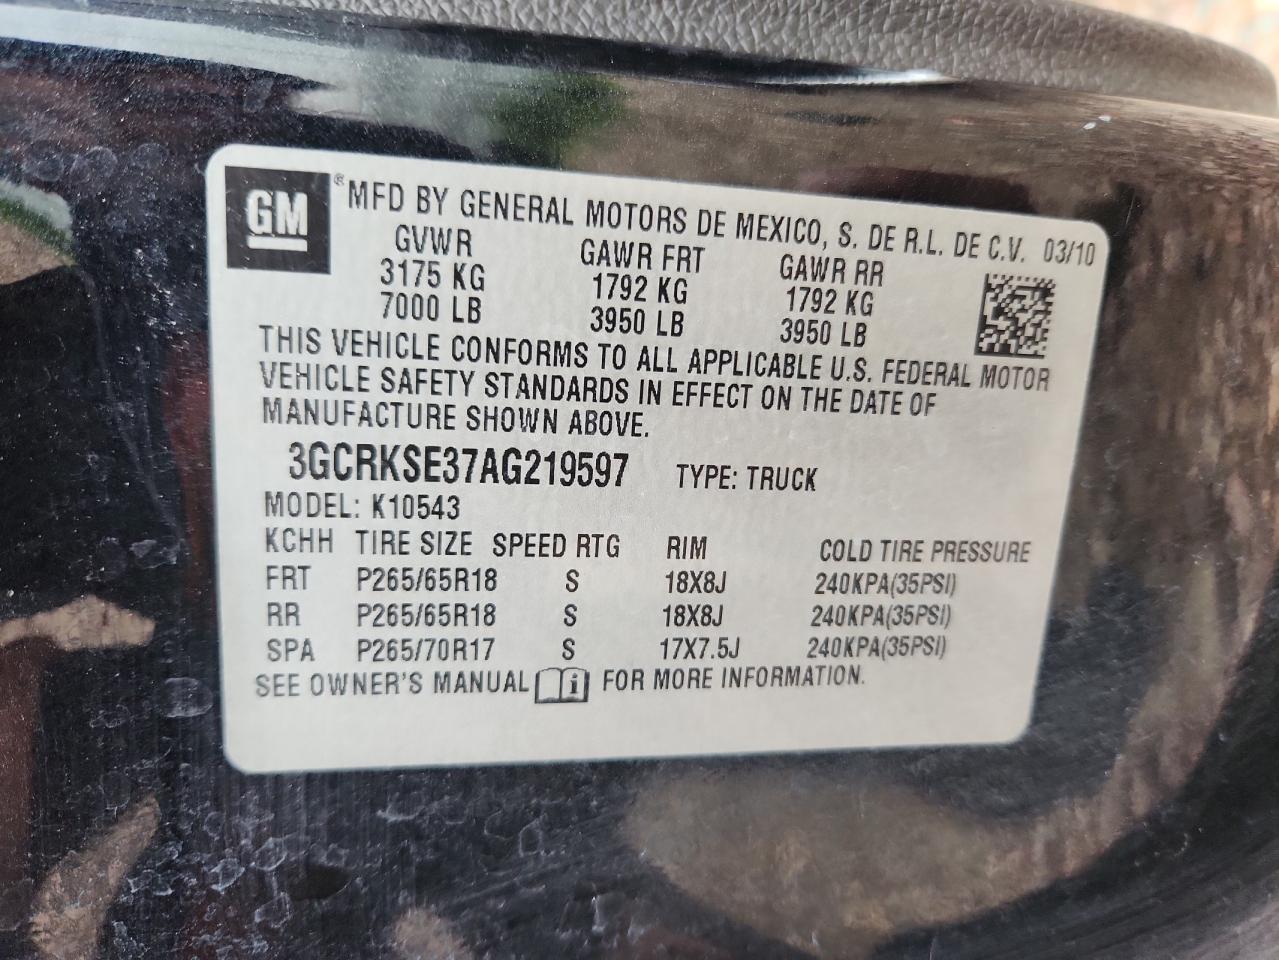 GM ® MFD BY GENERAL MOTORS DE MEXICO, S. DE R.L. DE C.V. 03/10
GVWR GAWR FRT GAWR RR
3175 KG 1792 KG 1792 KG
7000 LB 3950 LB 3950 LB
THIS VEHICLE CONFORMS TO ALL APPLICABLE U.S. FEDERAL MOTOR
VEHICLE SAFETY STANDARDS IN EFFECT ON THE DATE OF
MANUFACTURE SHOWN ABOVE.
3GCRKSE37AG219597 TYPE: TRUCK
MODEL: K10543
KCHH TIRE SIZE SPEED RTG RIM COLD TIRE PRESSURE
FRT P265/65R18 S 18X8J 240KPA(35PSI)
RR P265/65R18 S 18X8J 240KPA(35PSI)
SPA P265/70R17 S 17X7.5J 240KPA(35PSI)
SEE OWNER'S MANUAL i FOR MORE INFORMATION.